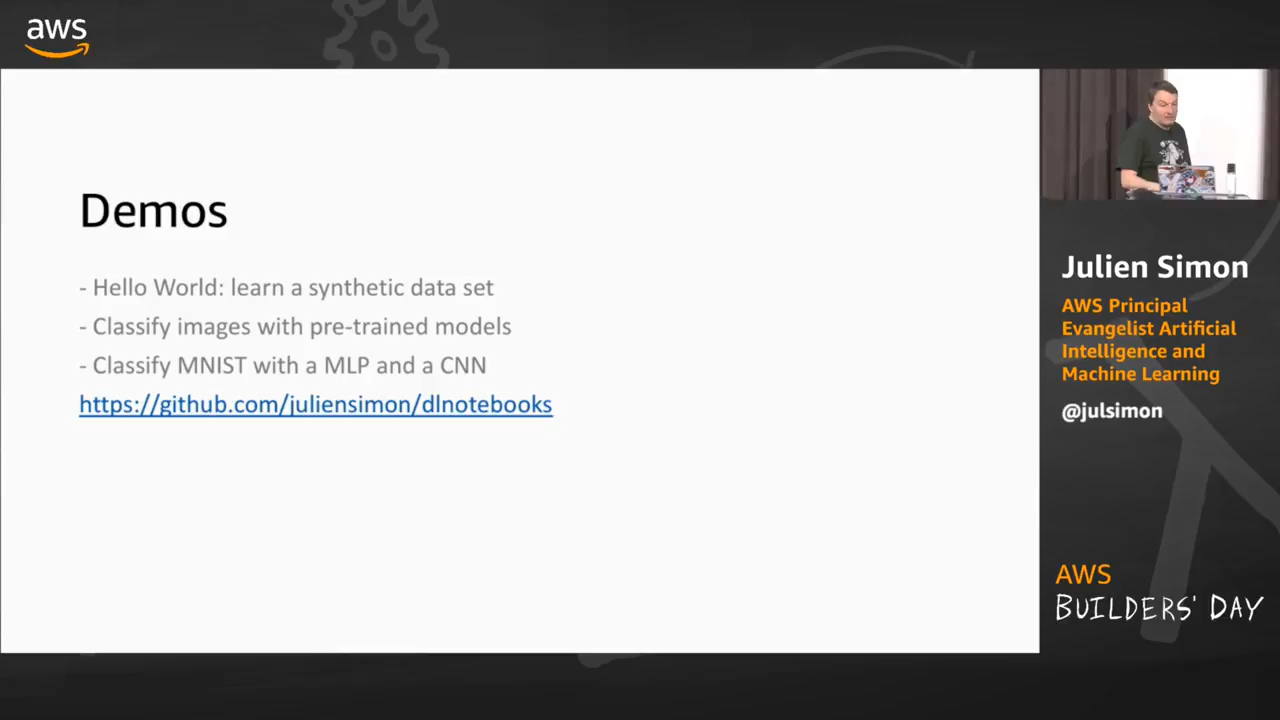 aws
Demos
- Hello World: learn a synthetic data set
- Classify images with pre-trained models
- Classify MNIST with a MLP and a CNN
https://github.com/juliensimon/dlnotebooks
Julien Simon
AWS Principal
Evangelist Artificial
Intelligence and
Machine Learning
@julsimon
AWS
BUILDERS' DAY